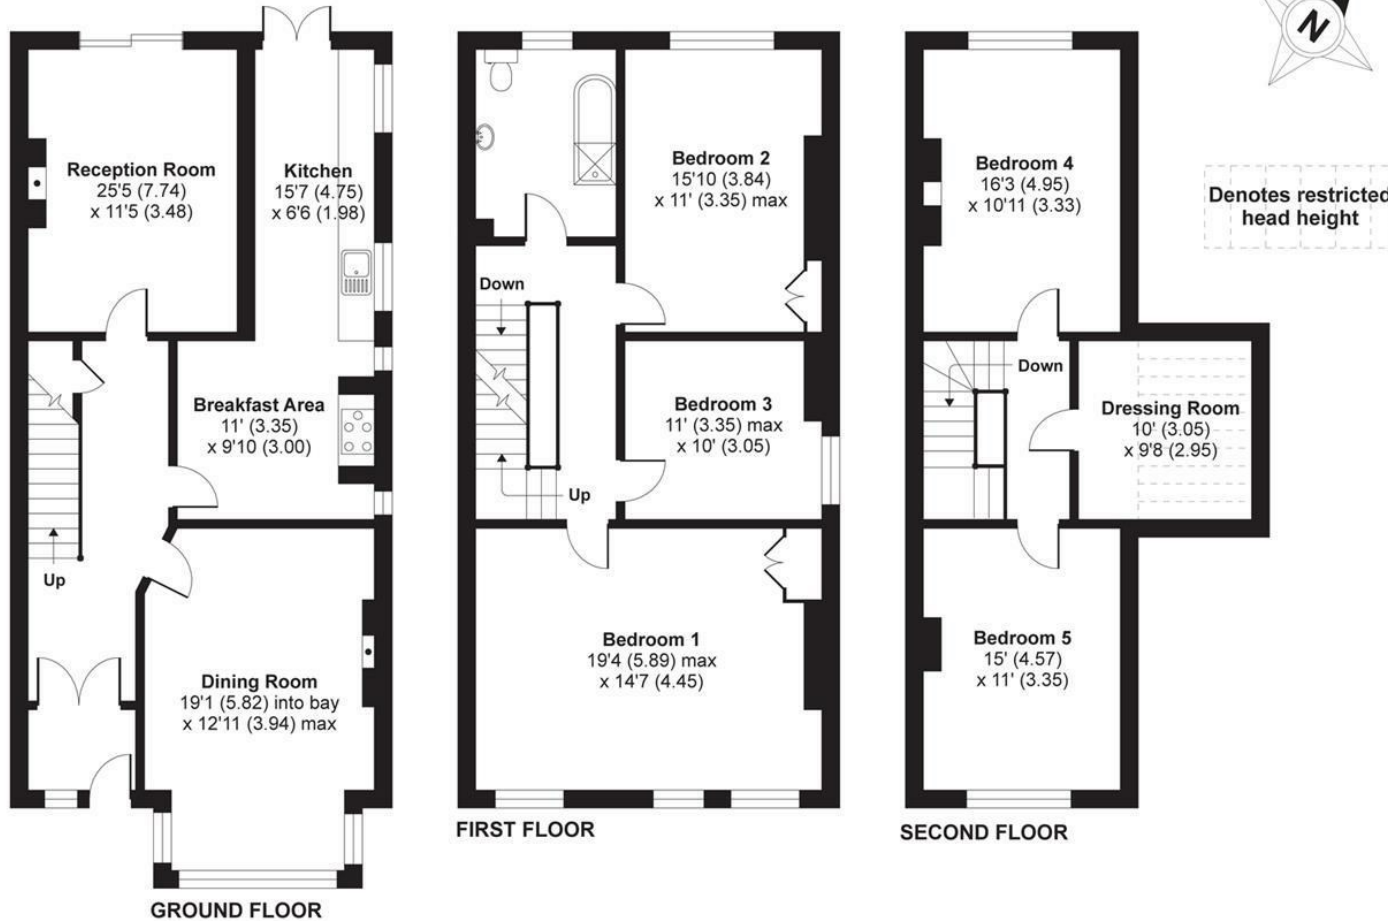 N
Denotes restricted
head height
Reception Room
25'5 (7.74)
x 11'5 (3.48)
Kitchen
15'7 (4.75)
x 6'6 (1.98)
Breakfast Area
11' (3.35)
x 9'10 (3.00)
Up
Dining Room
19'1 (5.82) into bay
x 12'11 (3.94) max
GROUND FLOOR
Bedroom 2
15'10 (3.84)
x 11' (3.35) max
Down
Bedroom 3
11' (3.35) max
x 10' (3.05)
Up
Bedroom 1
19'4 (5.89) max
x 14'7 (4.45)
FIRST FLOOR
Bedroom 4
16'3 (4.95)
x 10'11 (3.33)
Down
Dressing Room
10' (3.05)
x 9'8 (2.95)
Bedroom 5
15' (4.57)
x 11' (3.35)
SECOND FLOOR